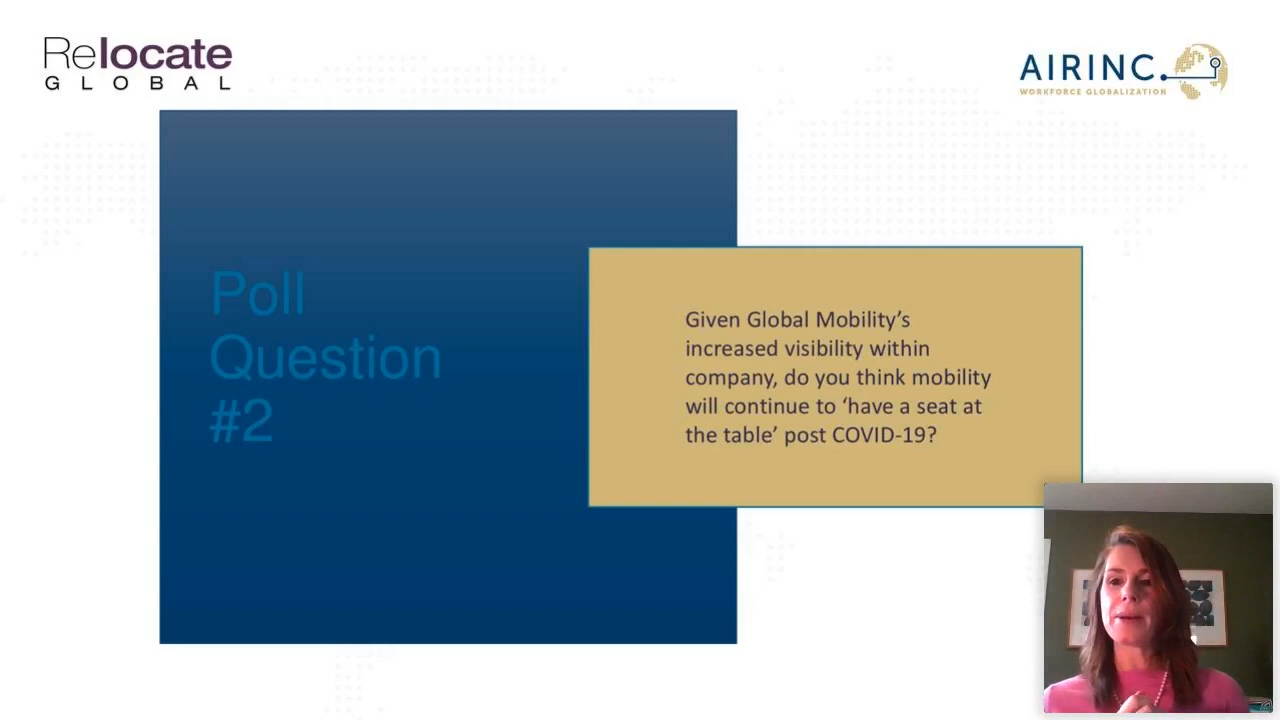 Relocate
GLOBAL
AIRINC.
WORKFORCE GLOBALIZATION
Poll
Question
#2
Given Global Mobility’s
increased visibility within
company, do you think mobility
will continue to ‘have a seat at
the table’ post COVID-19?